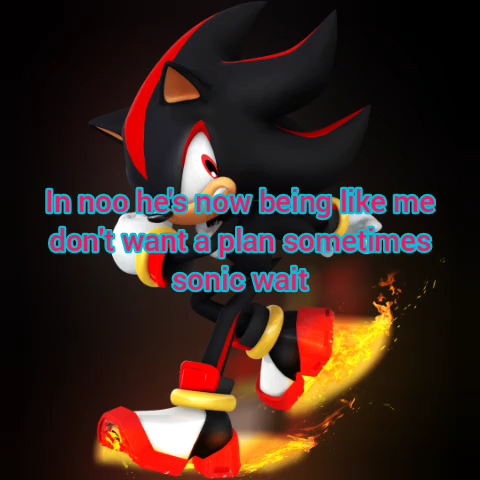 In noo he's now being like me
don't want a plan sometimes
sonic wait